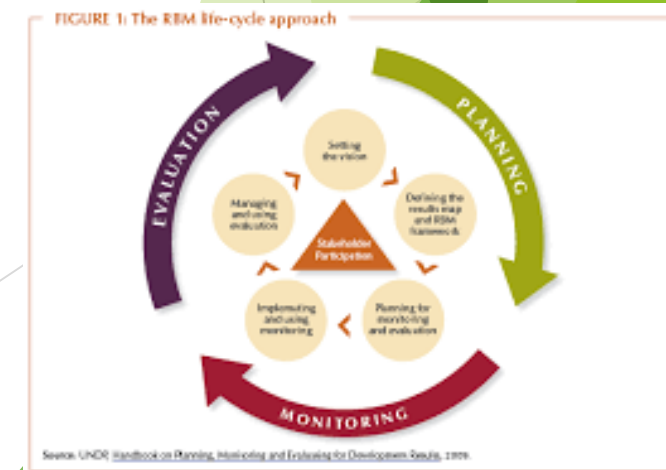 FIGURE 1: The RBM life-cycle approach
EVALUATION
PLANNING
Setting
the vision
Defining the
results map
and RBM
framework
Planning for
monitoring
and evaluation
Implemuting
and using
monitoring
Managing
and using
evaluation
Stakeholder
Participation
MONITORING
Source: UNDP, Handbook on Planning, Monitoring and Evaluating for Development Results, 2009.